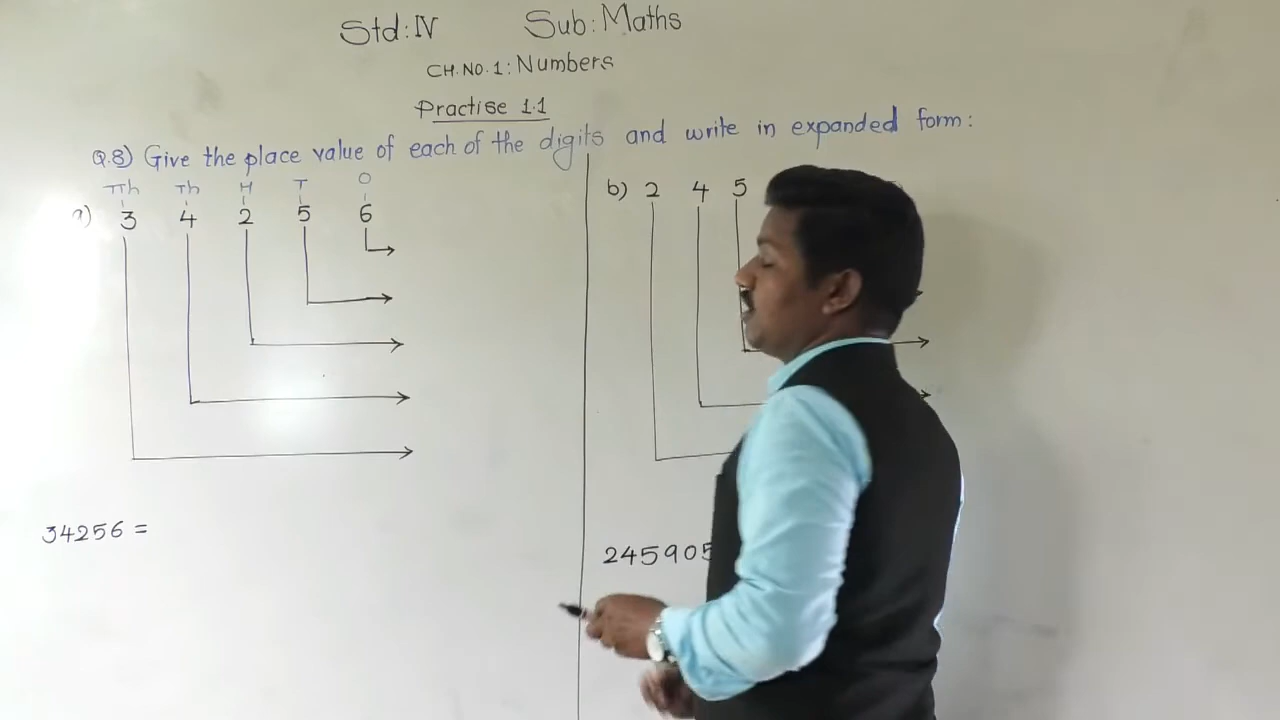 Std: IV Sub: Maths
CH. NO. 1: Numbers
Practise 1.1
Q.8) Give the place value of each of the digits and write in expanded form:
TTh Th H T O
a) 3 4 2 5 6
b) 2 4 5
34256 =
245905